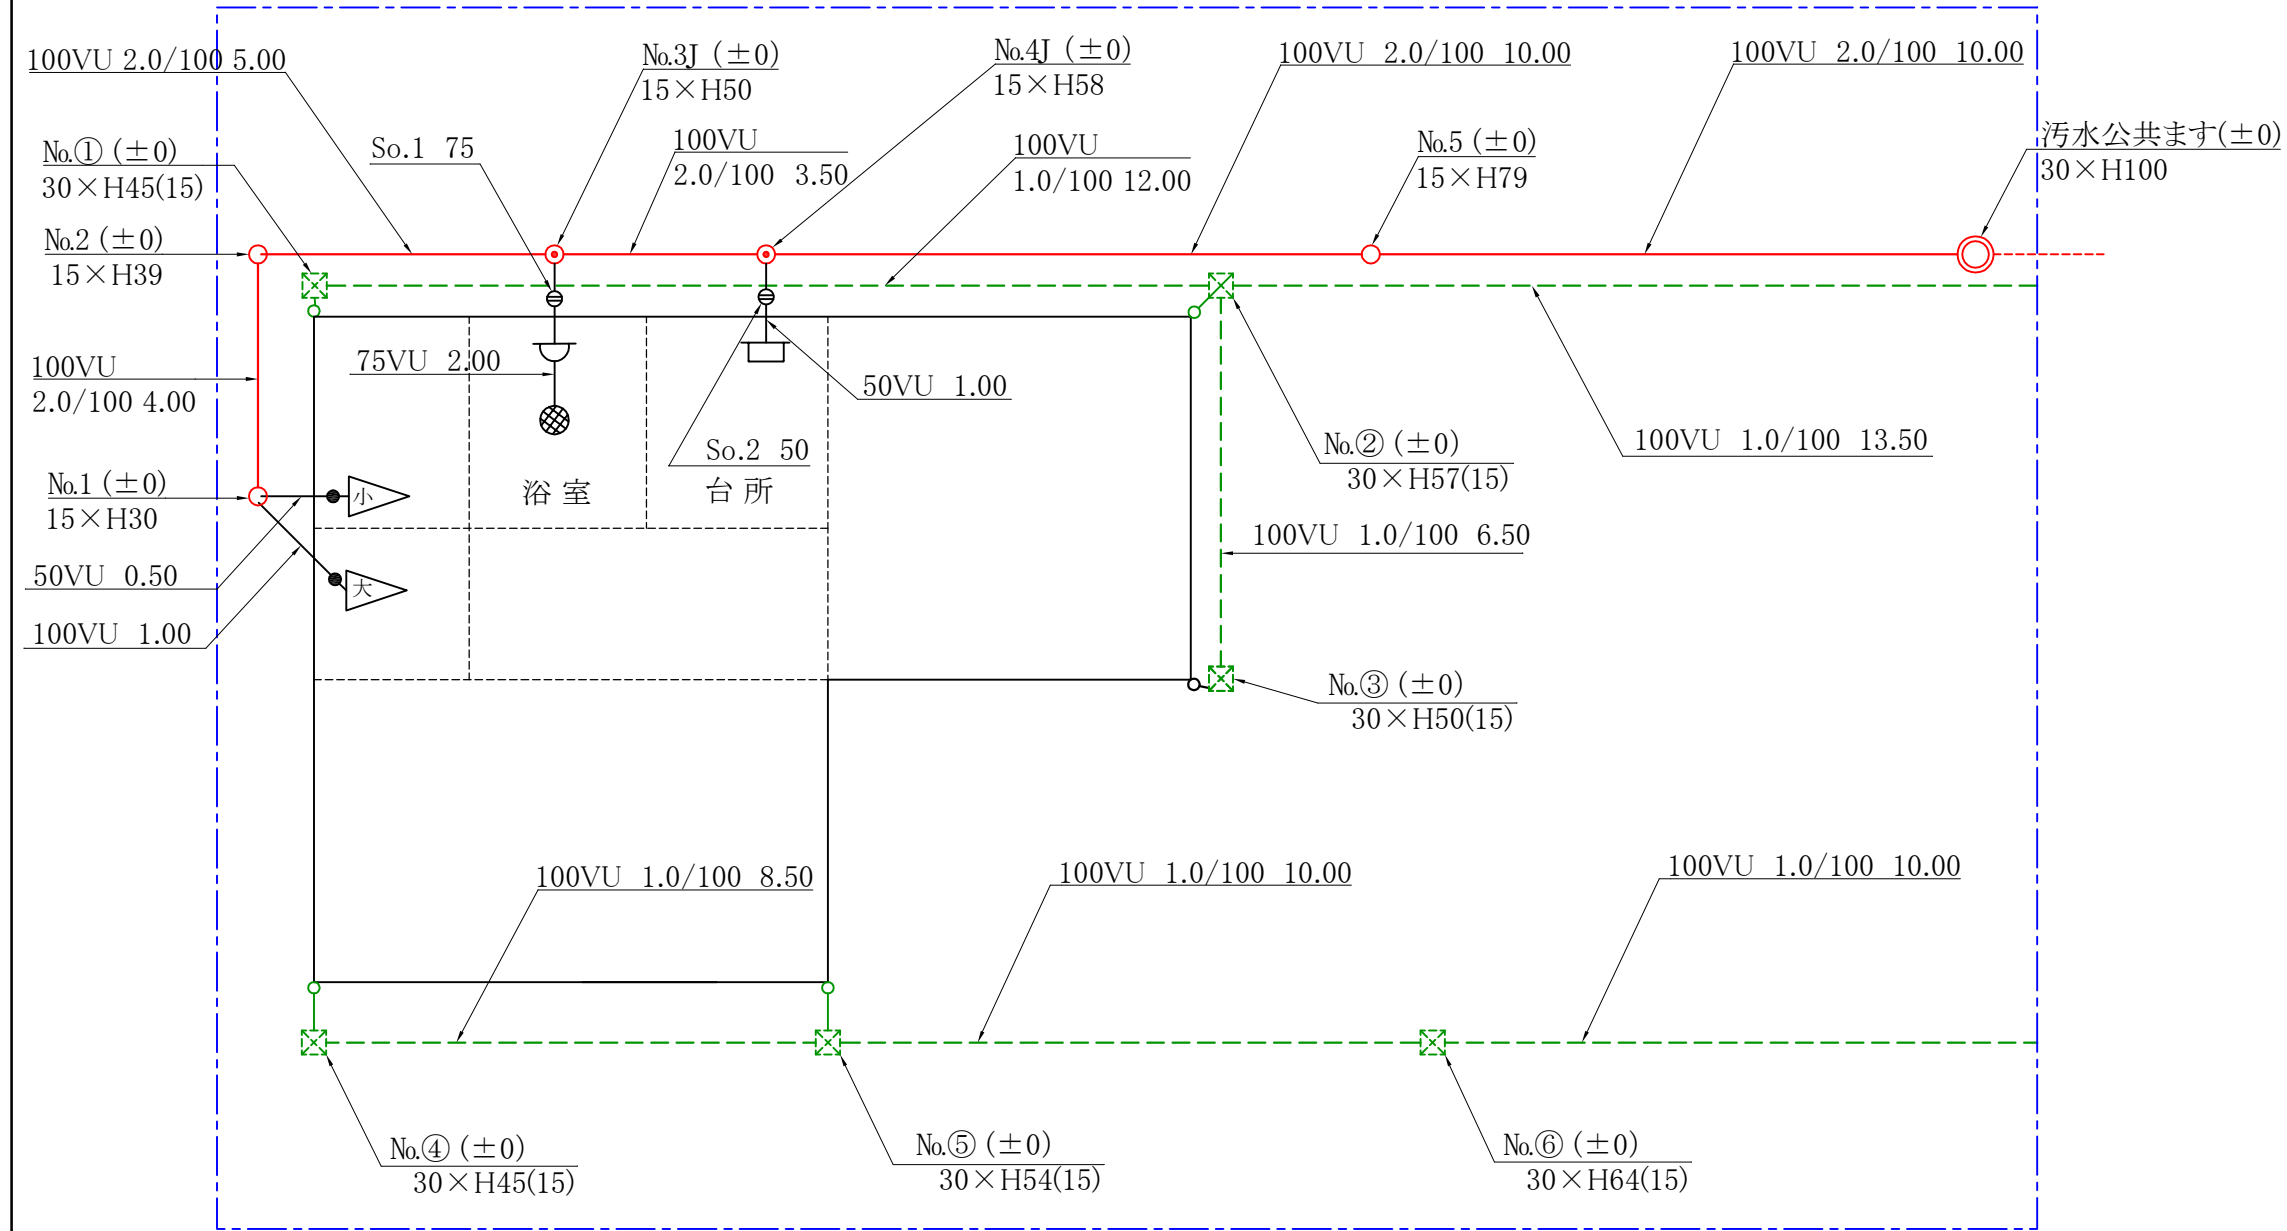 100VU 2.0/100 5.00
No.3J (±0)
15×H50
No.4J (±0)
15×H58
100VU 2.0/100 10.00
100VU 2.0/100 10.00
No.① (±0)
30×H45(15)
So.1 75
100VU
2.0/100 3.50
100VU
1.0/100 12.00
No.5 (±0)
15×H79
汚水公共ます(±0)
30×H100
No.2 (±0)
15×H39
100VU
2.0/100 4.00
75VU 2.00
50VU 1.00
So.2 50
No.② (±0)
30×H57(15)
100VU 1.0/100 13.50
No.1 (±0)
15×H30
小
浴室
台所
100VU 1.0/100 6.50
50VU 0.50
大
100VU 1.00
No.③ (±0)
30×H50(15)
100VU 1.0/100 8.50
100VU 1.0/100 10.00
100VU 1.0/100 10.00
No.④ (±0)
30×H45(15)
No.⑤ (±0)
30×H54(15)
No.⑥ (±0)
30×H64(15)